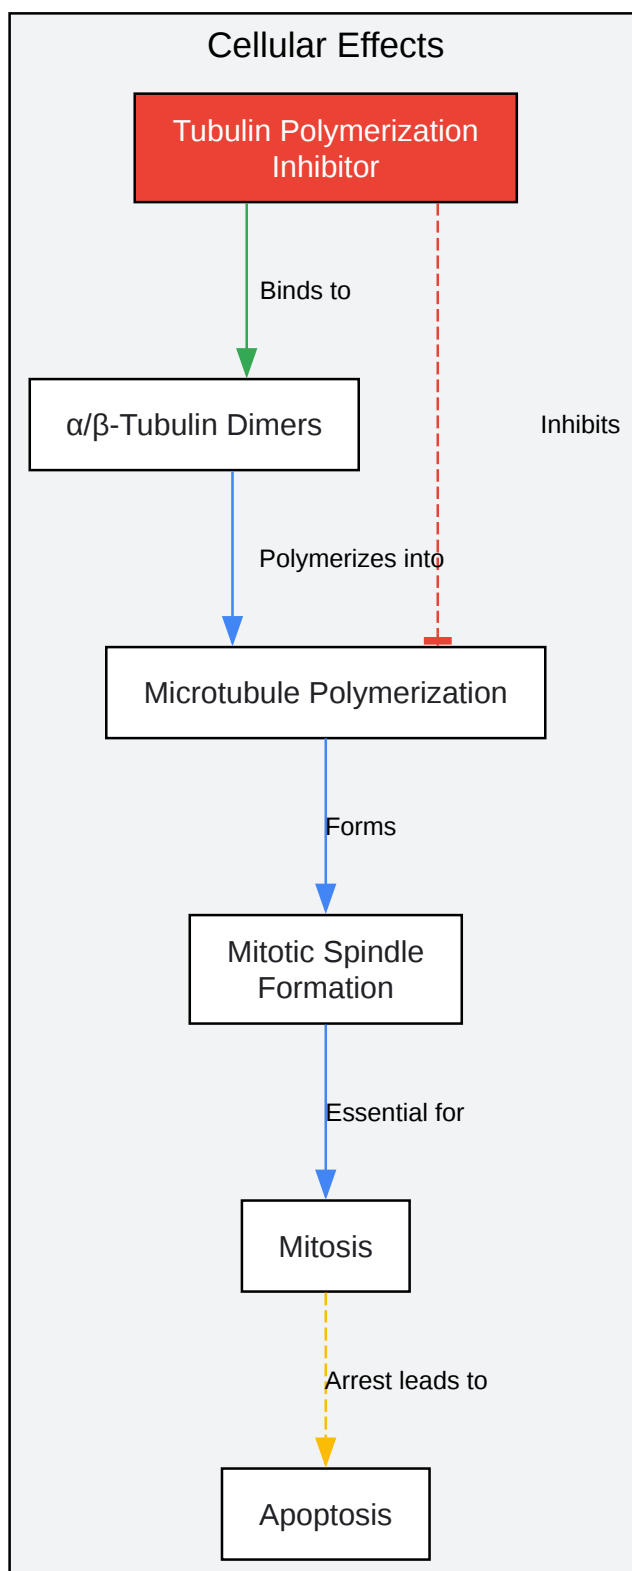 Cellular Effects
Tubulin Polymerization
Inhibitor
Binds to
α/β-Tubulin Dimers
Inhibits
Polymerizes into
Microtubule Polymerization
Forms
Mitotic Spindle
Formation
Essential for
Mitosis
Arrest leads to
Apoptosis